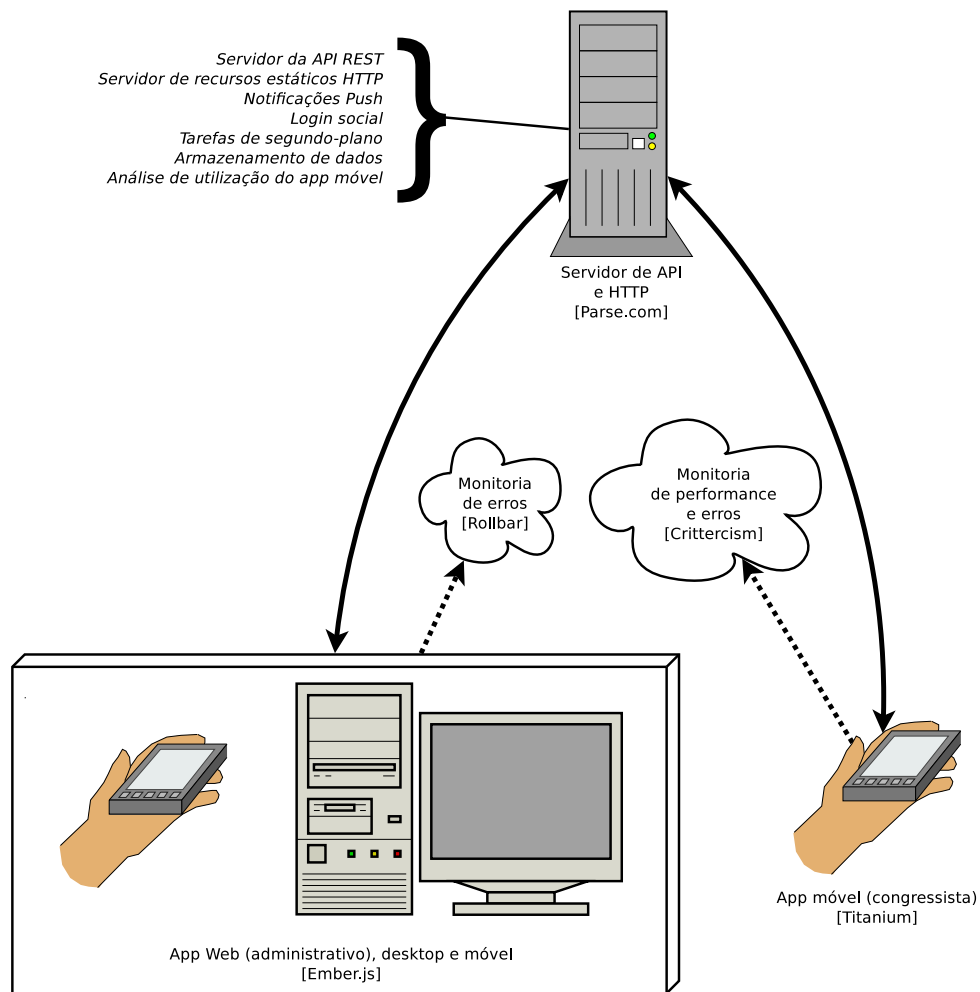 Servidor da API REST
Servidor de recursos estáticos HTTP
Notificações Push
Login social
Tarefas de segundo-plano
Armazenamento de dados
Análise de utilização do app móvel
Servidor de API
e HTTP
[Parse.com]
Monitoria
de erros
[Rollbar]
Monitoria
de performance
e erros
[Crittercism]
App móvel (congressista)
[Titanium]
App Web (administrativo), desktop e móvel
[Ember.js]